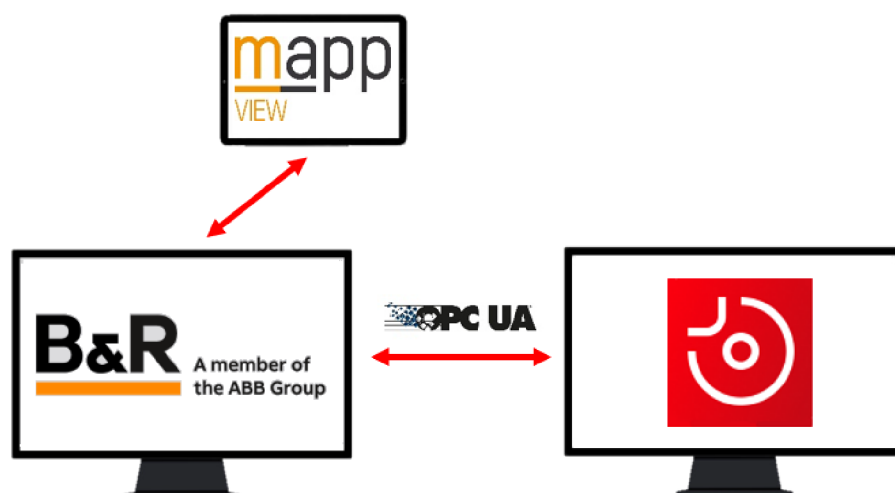 mapp
VIEW
OPC UA
B&R
A member of
the ABB Group